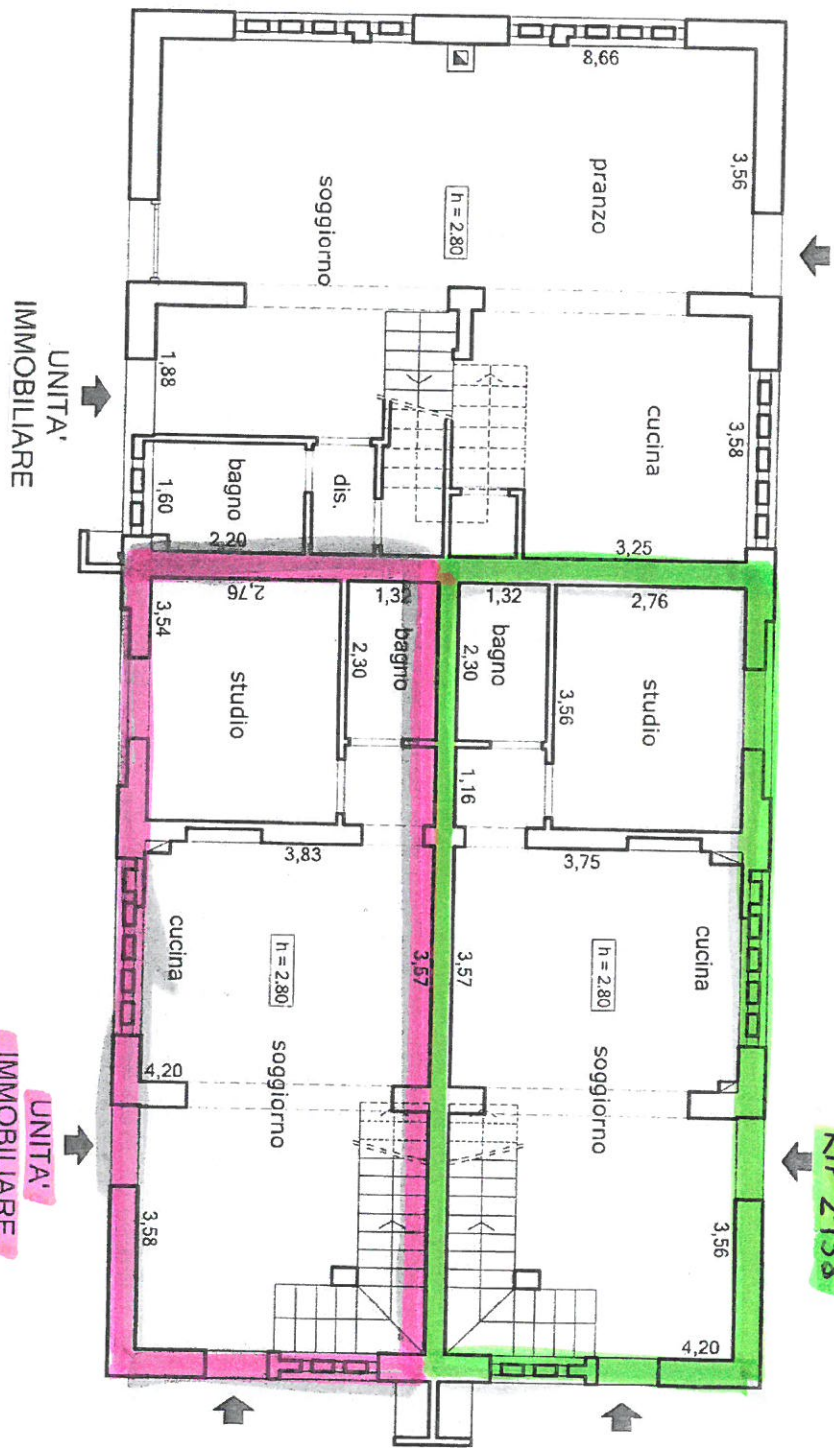 8,66
3,56
pranzo
h = 2.80
soggiorno
1,88
UNITA'
IMMOBILIARE
cucina
3,58
bagno
1,60
dis.
2,20
3,25
2,76
3,54
1,32
bagno
2,30
studio
1,32
bagno
2,30
2,76
3,56
studio
1,16
3,83
cucina
h = 2.80
3,57
4,20
soggiorno
3,58
UNITA'
IMMOBILIARE
3,75
cucina
h = 2.80
3,57
soggiorno
3,56
4,20